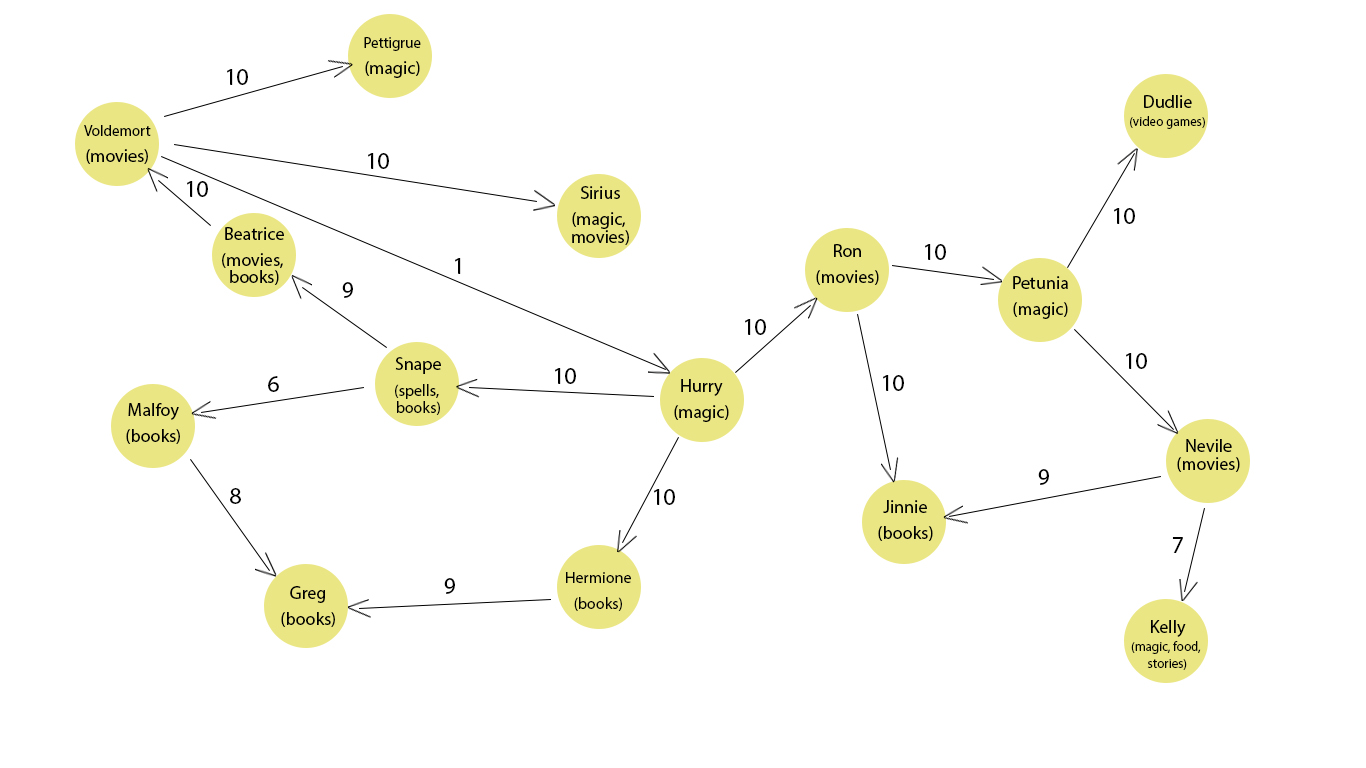 Pettigrue
(magic)
10
Voldemort
(movies)
10
10
Sirius
(magic,
movies)
Beatrice
(movies,
books)
1
9
Dudlie
(video games)
Ron
(movies)
10
Petunia
(magic)
10
10
10
10
Snape
(spells,
books)
10
Hurry
(magic)
6
Malfoy
(books)
10
8
Nevile
(movies)
9
Jinnie
(books)
7
Greg
(books)
9
Hermione
(books)
Kelly
(magic, food,
stories)